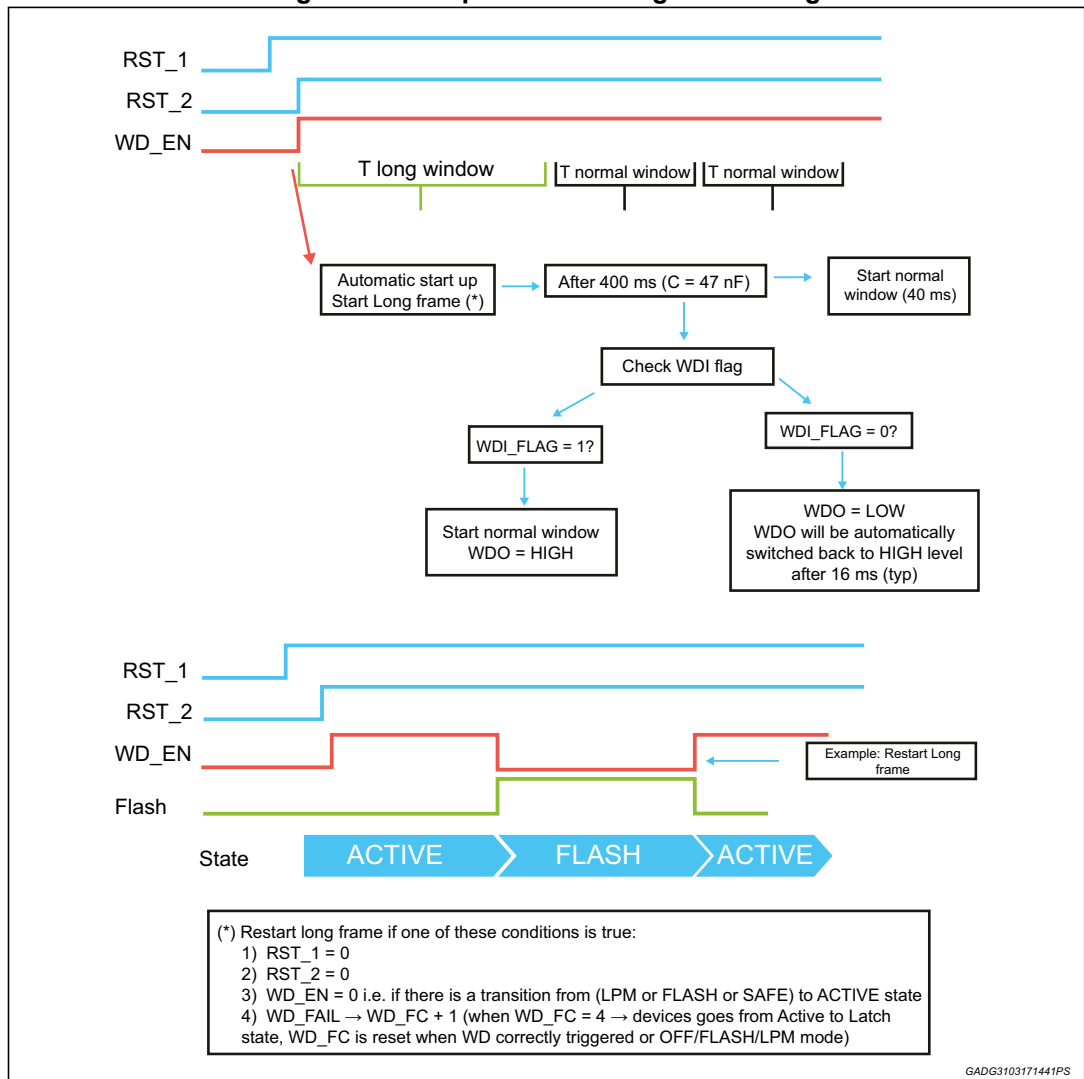 RST_1
RST_2
WD_EN
T long window
T normal window
T normal window
Automatic start up
Start Long frame (*)
After 400 ms (C = 47 nF)
Start normal
window (40 ms)
Check WDI flag
WDI_FLAG = 1?
WDI_FLAG = 0?
Start normal window
WDO = HIGH
WDO = LOW
WDO will be automatically
switched back to HIGH level
after 16 ms (typ)
RST_1
RST_2
WD_EN
Example: Restart Long
frame
Flash
State
ACTIVE
FLASH
ACTIVE
(*) Restart long frame if one of these conditions is true:
1) RST_1 = 0
2) RST_2 = 0
3) WD_EN = 0 i.e. if there is a transition from (LPM or FLASH or SAFE) to ACTIVE state
4) WD_FAIL → WD_FC + 1 (when WD_FC = 4 → devices goes from Active to Latch
state, WD_FC is reset when WD correctly triggered or OFF/FLASH/LPM mode)
GADG3103171441PS